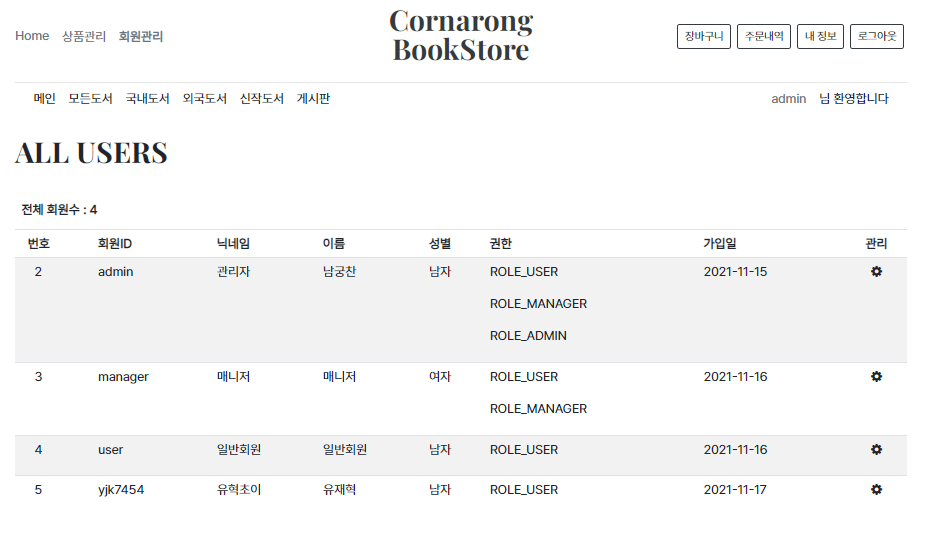 Home 상품관리 회원관리
Cornarong
BookStore
장바구니 주문내역 내 정보 로그아웃
메인 모든도서 국내도서 외국도서 신작도서 게시판
admin 님 환영합니다
ALL USERS
전체 회원수 : 4
번호 회원ID 닉네임 이름 성별 권한 가입일 관리
2 admin 관리자 남궁찬 남자 ROLE_USER 2021-11-15
ROLE_MANAGER
ROLE_ADMIN
3 manager 매니저 매니저 여자 ROLE_USER 2021-11-16
ROLE_MANAGER
4 user 일반회원 일반회원 남자 ROLE_USER 2021-11-16
5 yjk7454 유혁초이 유재혁 남자 ROLE_USER 2021-11-17